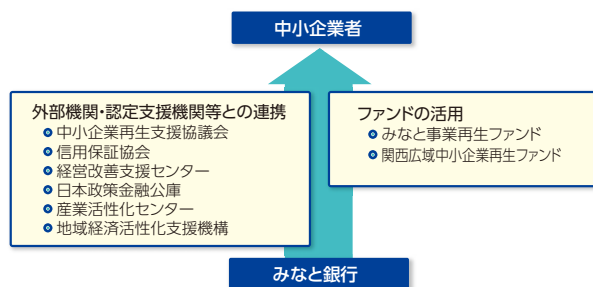 中小企業者
外部機関・認定支援機関等との連携
中小企業再生支援協議会
信用保証協会
経営改善支援センター
日本政策金融公庫
産業活性化センター
地域経済活性化支援機構
ファンドの活用
みなと事業再生ファンド
関西広域中小企業再生ファンド
みなと銀行